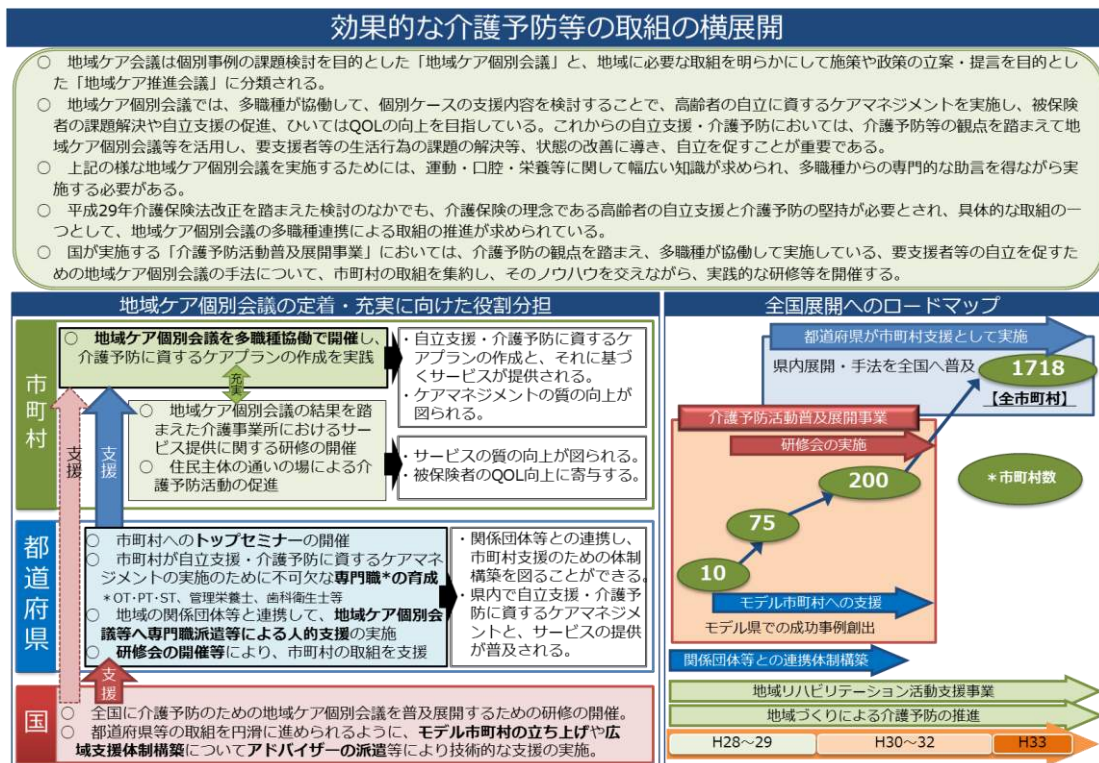 効果的な介護予防等の取組の横展開
○ 地域ケア会議は個別事例の課題検討を目的とした「地域ケア個別会議」と、地域に必要な取組を明らかにして施策や政策の立案・提言を目的とし
た「地域ケア推進会議」に分類される。
○ 地域ケア個別会議では、多職種が協働して、個別ケースの支援内容を検討することで、高齢者の自立に資するケアマネジメントを実施し、被保険
者の課題解決や自立支援の促進、ひいてはQOLの向上を目指している。これからの自立支援・介護予防においては、介護予防等の観点を踏まえて地
域ケア個別会議等を活用し、要支援者等の生活行為の課題の解決等、状態の改善に導き、自立を促すことが重要である。
○ 上記の様な地域ケア個別会議を実施するためには、運動・口腔・栄養等に関して幅広い知識が求められ、多職種からの専門的な助言を得ながら実
施する必要がある。
○ 平成29年介護保険法改正を踏まえた検討のなかでも、介護保険の理念である高齢者の自立支援と介護予防の堅持が必要とされ、具体的な取組の一
つとして、地域ケア個別会議の多職種連携による取組の推進が求められている。
○ 国が実施する「介護予防活動普及展開事業」においては、介護予防の観点を踏まえ、多職種が協働して実施している、要支援者等の自立を促すた
めの地域ケア個別会議の手法について、市町村の取組を集約し、そのノウハウを交えながら、実践的な研修等を開催する。
地域ケア個別会議の定着・充実に向けた役割分担
市町村
○ 地域ケア個別会議を多職種協働で開催し、
介護予防に資するケアプランの作成を実践
充実
○ 地域ケア個別会議の結果を踏
まえた介護事業所におけるサー
ビス提供に関する研修の開催
○ 住民主体の通いの場による介
護予防活動の促進
・自立支援・介護予防に資するケ
アプランの作成と、それに基づ
くサービスが提供される。
・ケアマネジメントの質の向上が
図られる。
・サービスの質の向上が図られる。
・被保険者のQOL向上に寄与する。
支援
支援
都道府県
○ 市町村へのトップセミナーの開催
○ 市町村が自立支援・介護予防に資するケアマネ
ジメントの実施のために不可欠な専門職*の育成
*OT・PT・ST、管理栄養士、歯科衛生士等
○ 地域の関係団体等と連携して、地域ケア個別会
議等へ専門職派遣等による人的支援の実施
○ 研修会の開催等により、市町村の取組を支援
・関係団体等との連携し、
市町村支援のための体制
構築を図ることができる。
・県内で自立支援・介護予
防に資するケアマネジメ
ントと、サービスの提供
が普及される。
支援
国
○ 全国に介護予防のための地域ケア個別会議を普及展開するための研修の開催。
○ 都道府県等の取組を円滑に進められるように、モデル市町村の立ち上げや広
域支援体制構築についてアドバイザーの派遣等により技術的な支援の実施。
全国展開へのロードマップ
都道府県が市町村支援として実施
県内展開・手法を全国へ普及
1718
【全市町村】
介護予防活動普及展開事業
研修会の実施
200
*市町村数
75
10
モデル市町村への支援
モデル県での成功事例創出
関係団体等との連携体制構築
地域リハビリテーション活動支援事業
地域づくりによる介護予防の推進
H28～29
H30～32
H33